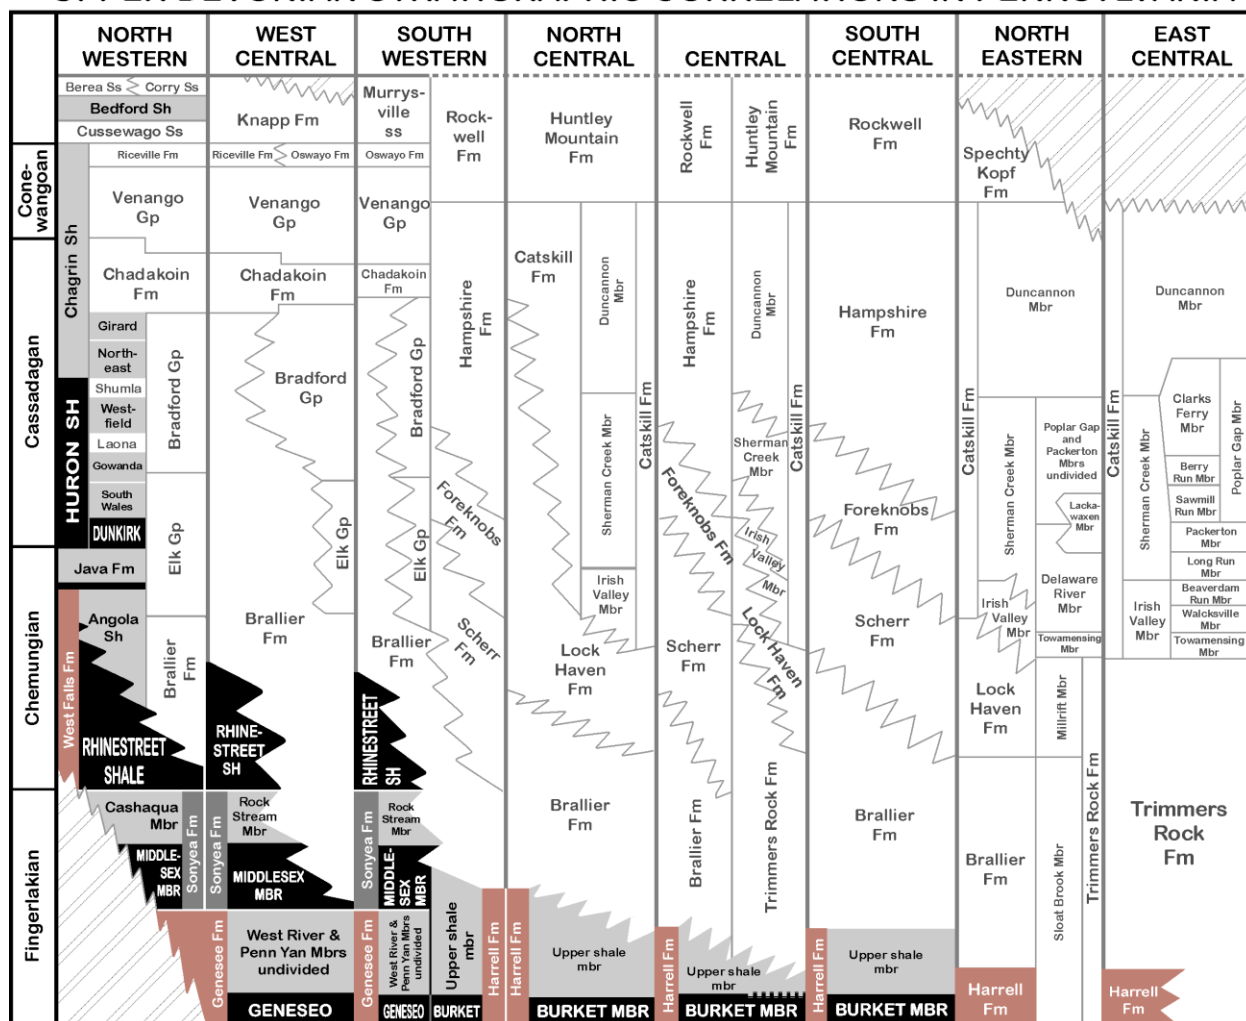 NORTH
WESTERN
WEST
CENTRAL
SOUTH
WESTERN
NORTH
CENTRAL
CENTRAL
SOUTH
CENTRAL
NORTH
EASTERN
EAST
CENTRAL
Cone-
wangoan
Cassadagan
Chemungian
Fingerlakian
Berea Ss
Corry Ss
Bedford Sh
Cussewago Ss
Chagrin Sh
Riceville Fm
Venango
Gp
Chadakoin
Fm
Girard
North-
east
Shumla
West-
field
Laona
Gowanda
South
Wales
DUNKIRK
HURON SH
Bradford Gp
Elk Gp
Java Fm
West Falls Fm
Angola
Sh
Brallier
Fm
RHINESTREET
SHALE
Cashaqua
Mbr
Sonyea Fm
MIDDLE-
SEX
MBR
Genesee Fm
Knapp Fm
Riceville Fm
Oswayo Fm
Venango
Gp
Chadakoin
Fm
Bradford
Gp
Elk Gp
Brallier
Fm
RHINE-
STREET
SH
Sonyea Fm
Rock
Stream
Mbr
MIDDLESEX
MBR
West River &
Penn Yan Mbrs
undivided
GENESEO
Murrys-
ville
ss
Oswayo Fm
Venango
Gp
Chadakoin
Fm
Bradford Gp
Elk Gp
Brallier
Fm
RHINESTREET
SH
Sonyea Fm
Rock
Stream
Mbr
MIDDLE-
SEX
MBR
Genesee Fm
West River &
Penn Yan Mbrs
undivided
GENESEO
Rock-
well
Fm
Hampshire
Fm
Foreknobs
Fm
Scherr
Fm
Upper shale
mbr
Harrell Fm
BURKET
Huntley
Mountain
Fm
Catskill
Fm
Duncannon
Mbr
Sherman Creek Mbr
Catskill Fm
Irish
Valley
Mbr
Lock
Haven
Fm
Brallier
Fm
Harrell Fm
Upper shale
mbr
BURKET MBR
Rockwell
Fm
Huntley
Mountain
Fm
Hampshire
Fm
Duncannon
Mbr
Catskill Fm
Sherman
Creek
Mbr
Foreknobs Fm
Irish
Valley
Mbr
Scherr
Fm
Lock Haven
Fm
Brallier Fm
Trimmers Rock Fm
Harrell Fm
Upper shale
mbr
BURKET MBR
Rockwell
Fm
Hampshire
Fm
Foreknobs
Fm
Scherr
Fm
Brallier
Fm
Harrell Fm
Upper shale
mbr
BURKET MBR
Spechty
Kopf
Fm
Duncannon
Mbr
Catskill Fm
Sherman Creek Mbr
Poplar Gap
and
Packerton
Mbrs
undivided
Lacka-
waxen
Mbr
Irish
Valley
Mbr
Delaware
River
Mbr
Towamensing
Mbr
Lock
Haven
Fm
Millrift Mbr
Brallier
Fm
Sloat Brook Mbr
Trimmers Rock Fm
Harrell
Fm
Duncannon
Mbr
Catskill Fm
Sherman Creek Mbr
Clarks
Ferry
Mbr
Poplar Gap Mbr
Berry
Run Mbr
Sawmill
Run Mbr
Packerton
Mbr
Long Run
Mbr
Irish
Valley
Mbr
Beaverdam
Run Mbr
Walcksville
Mbr
Towamensing
Mbr
Trimmers
Rock
Fm
Harrell
Fm